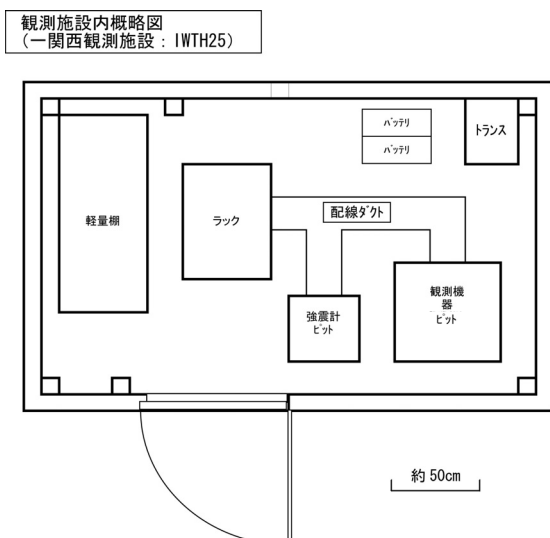 観測施設内概略図
(一関西観測施設：IWTH25)
バッテリ
バッテリ
トランス
軽量棚
ラック
配線ダクト
強震計
ピット
観測機
器
ピット
約50cm